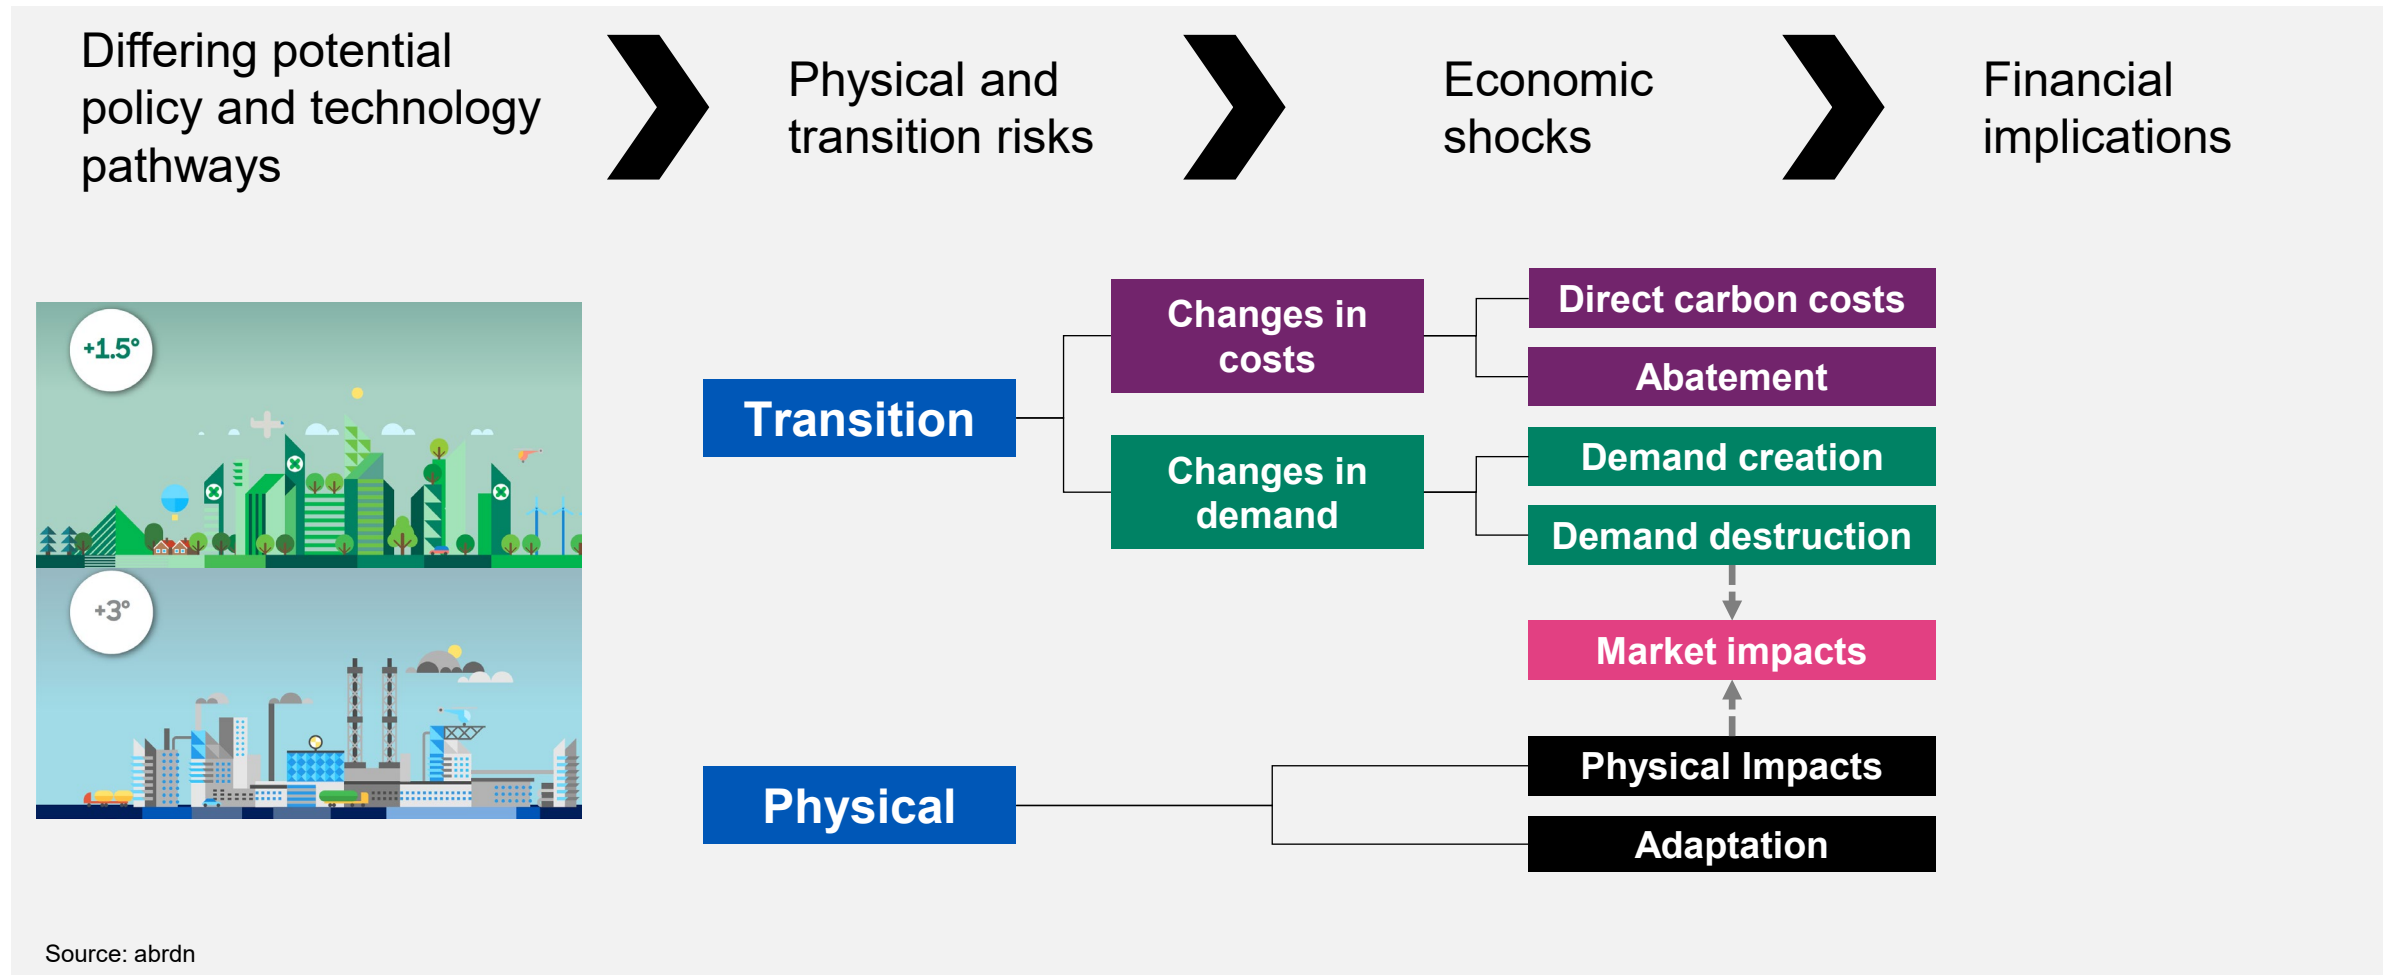 Differing potential
policy and technology
pathways
Physical and
transition risks
Economic
shocks
Financial
implications
+1.5°
+3°
Transition
Changes in
costs
Direct carbon costs
Abatement
Changes in
demand
Demand creation
Demand destruction
Market impacts
Physical
Physical Impacts
Adaptation
Source: abrdn